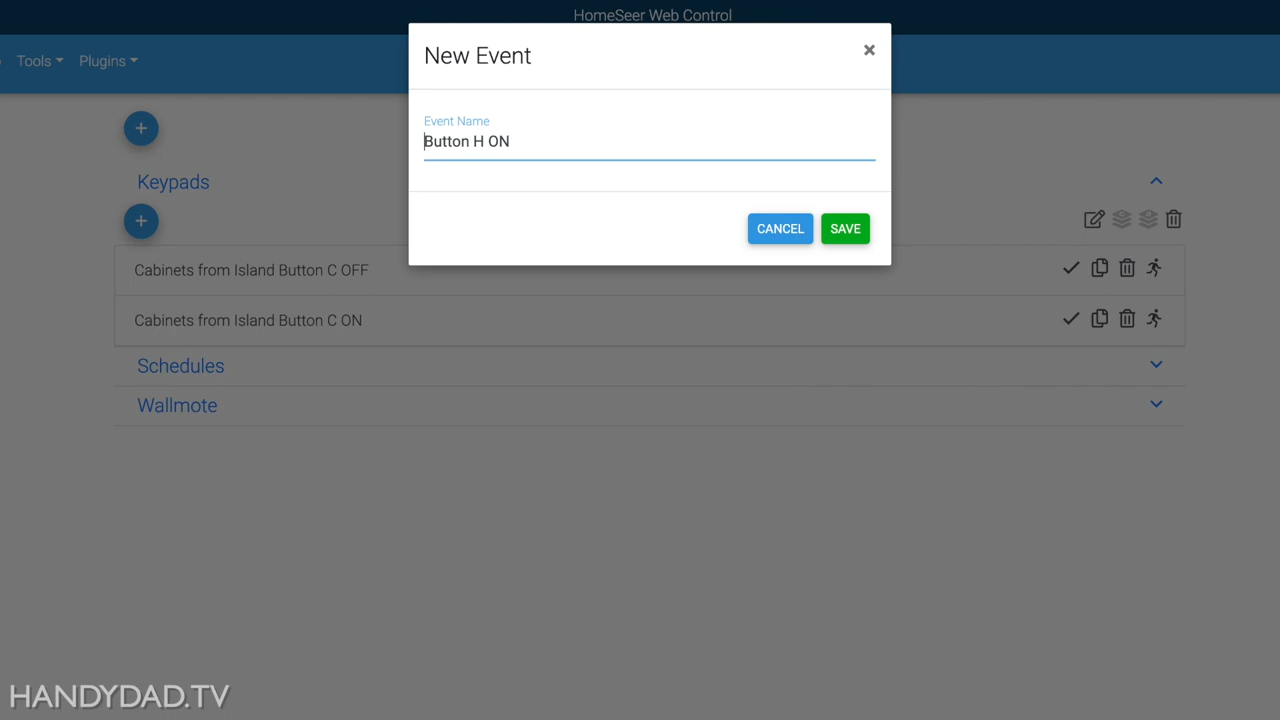 HomeSeer Web Control
Tools
Plugins
New Event
×
Event Name
Button H ON
CANCEL
SAVE
+
Keypads
+
Cabinets from Island Button C OFF
Cabinets from Island Button C ON
Schedules
Wallmote
HANDYDAD.TV